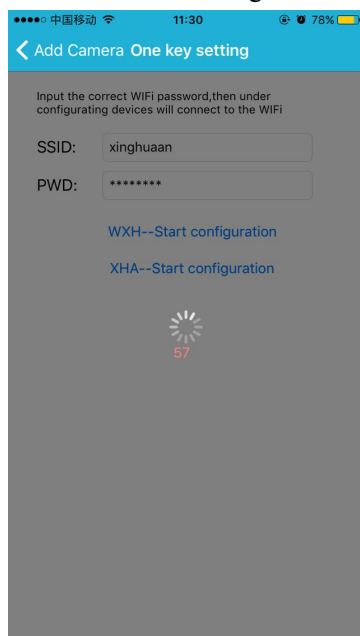 中国移动 11:30 78%
Add Camera One key setting
Input the correct WIFi password,then under
configurating devices will connect to the WIFi
SSID: xinghuaan
PWD: ********
WXH--Start configuration
XHA--Start configuration
57